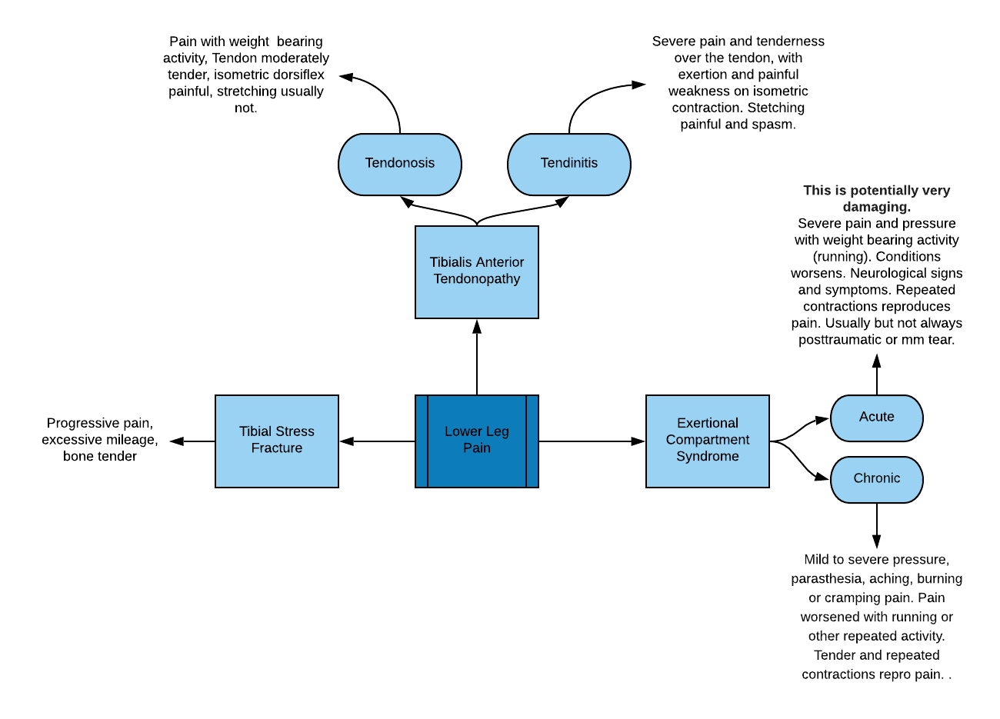 Pain with weight  bearing
activity, Tendon moderately
tender, isometric dorsiflex
painful, stretching usually
not.
Severe pain and tenderness
over the tendon, with
exertion and painful
weakness on isometric
contraction. Stetching
painful and spasm.
Tendonosis
Tendinitis
This is potentially very
damaging.
Severe pain and pressure
with weight bearing activity
(running). Conditions
worsens. Neurological signs
and symptoms. Repeated
contractions reproduces
pain. Usually but not always
posttraumatic or mm tear.
Tibialis Anterior
Tendonopathy
Progressive pain,
excessive mileage,
bone tender
Tibial Stress
Fracture
Lower Leg
Pain
Exertional
Compartment
Syndrome
Acute
Chronic
Mild to severe pressure,
parasthesia, aching, burning
or cramping pain. Pain
worsened with running or
other repeated activity.
Tender and repeated
contractions repro pain. .